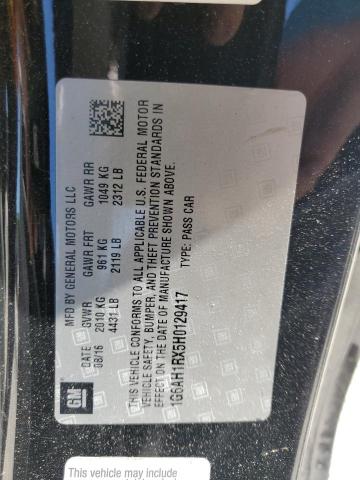 MFD BY GENERAL MOTORS LLC
DATE GVWR GAWR FRT GAWR RR
08/16 2010 KG 961 KG 1049 KG
4431 LB 2119 LB 2312 LB
THIS VEHICLE CONFORMS TO ALL APPLICABLE U.S. FEDERAL MOTOR
VEHICLE SAFETY, BUMPER, AND THEFT PREVENTION STANDARDS IN
EFFECT ON THE DATE OF MANUFACTURE SHOWN ABOVE.
1G6AH1RX5H0129417 TYPE: PASS CAR
GM
This vehicle may include